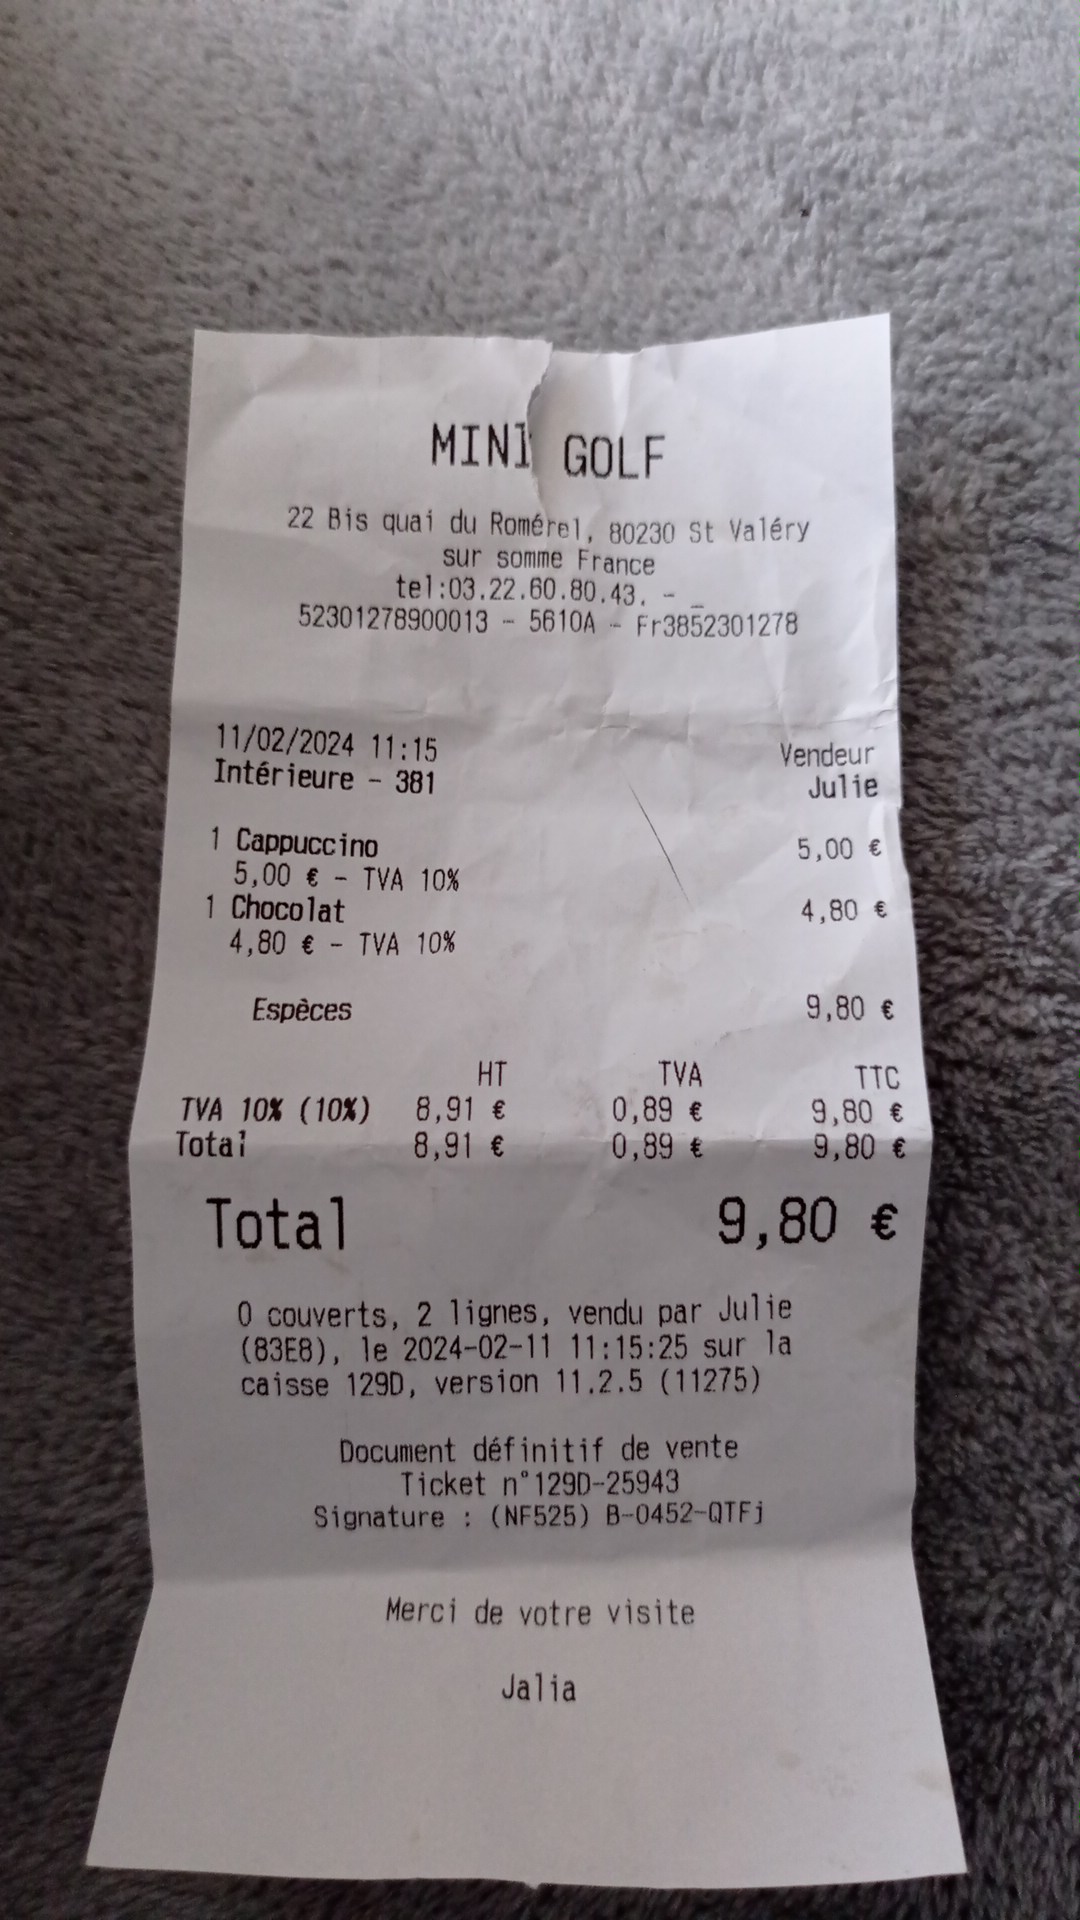 MINI GOLF
22 Bis quai du Romérel, 80230 St Valéry
sur somme France
tel:03.22.60.80.43. - _
52301278900013 - 5610A - Fr3852301278
11/02/2024 11:15 Vendeur
Intérieure - 381 Julie
1 Cappuccino 5,00 €
5,00 € - TVA 10%
1 Chocolat 4,80 €
4,80 € - TVA 10%
Espèces 9,80 €
HT TVA TTC
TVA 10% (10%) 8,91 € 0,89 € 9,80 €
Total 8,91 € 0,89 € 9,80 €
Total 9,80 €
0 couverts, 2 lignes, vendu par Julie
(83E8), le 2024-02-11 11:15:25 sur la
caisse 129D, version 11.2.5 (11275)
Document définitif de vente
Ticket n°129D-25943
Signature : (NF525) B-0452-QTFj
Merci de votre visite
Jalia